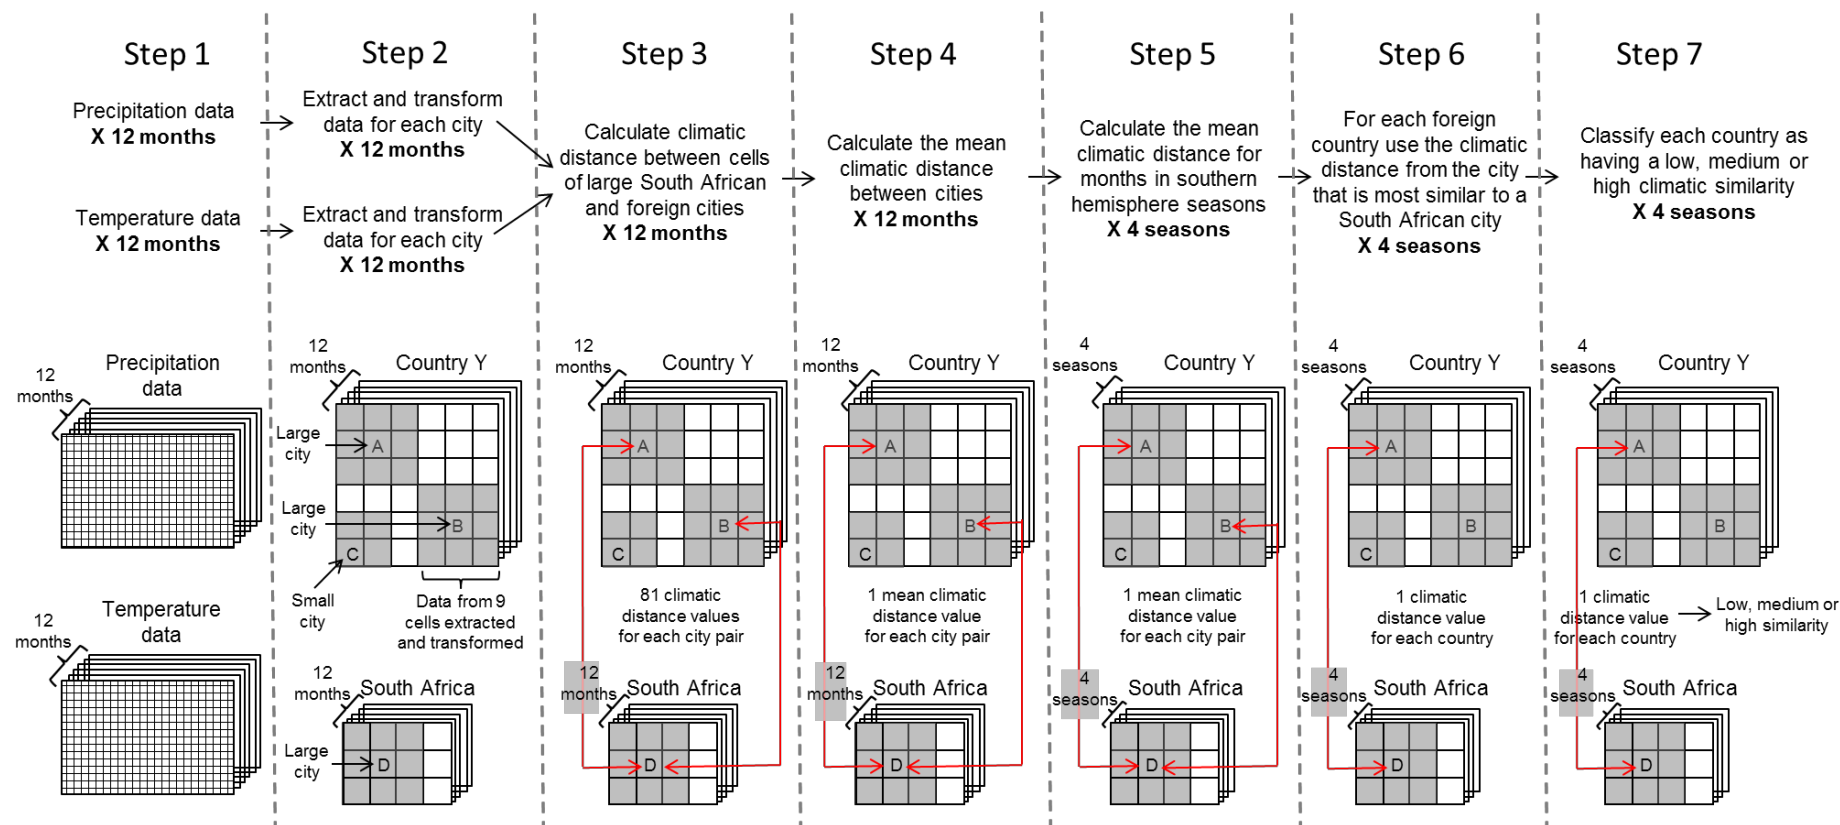 Step 1
Precipitation data
X 12 months
Temperature data
X 12 months
12
months
Precipitation
data
12
months
Temperature
data
Step 2
Extract and transform
data for each city
X 12 months
Extract and transform
data for each city
X 12 months
12
months
Country Y
Large
city
A
Large
city
B
C
Small
city
Data from 9
cells extracted
and transformed
12
months
South Africa
Large
city
D
Step 3
Calculate climatic
distance between cells
of large South African
and foreign cities
X 12 months
12
months
Country Y
A
B
C
81 climatic
distance values
for each city pair
12
months
South Africa
D
Step 4
Calculate the mean
climatic distance
between cities
X 12 months
12
months
Country Y
A
B
C
1 mean climatic
distance value
for each city pair
12
months
South Africa
D
Step 5
Calculate the mean
climatic distance for
months in southern
hemisphere seasons
X 4 seasons
4
seasons
Country Y
A
B
C
1 mean climatic
distance value
for each city pair
4
seasons
South Africa
D
Step 6
For each foreign
country use the climatic
distance from the city
that is most similar to a
South African city
X 4 seasons
4
seasons
Country Y
A
B
C
1 climatic
distance value
for each country
4
seasons
South Africa
D
Step 7
Classify each country as
having a low, medium or
high climatic similarity
X 4 seasons
4
seasons
Country Y
A
B
C
1 climatic
distance value
for each country
Low, medium or
high similarity
4
seasons
South Africa
D